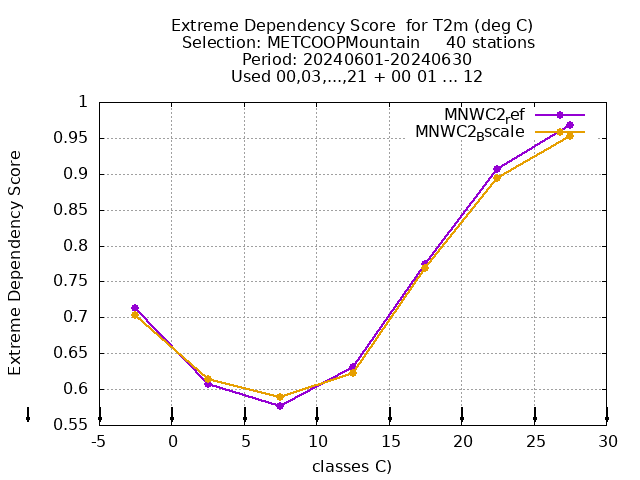 Extreme Dependency Score  for T2m (deg C)
Selection: METCOOPMountain     40 stations
Period: 20240601-20240630
Used 00,03,...,21 + 00 01 ... 12
MNWC2_ref
MNWC2_Bscale
1
0.95
0.9
0.85
0.8
0.75
0.7
0.65
0.6
0.55
Extreme Dependency Score
-5 0 5 10 15 20 25 30
classes C)